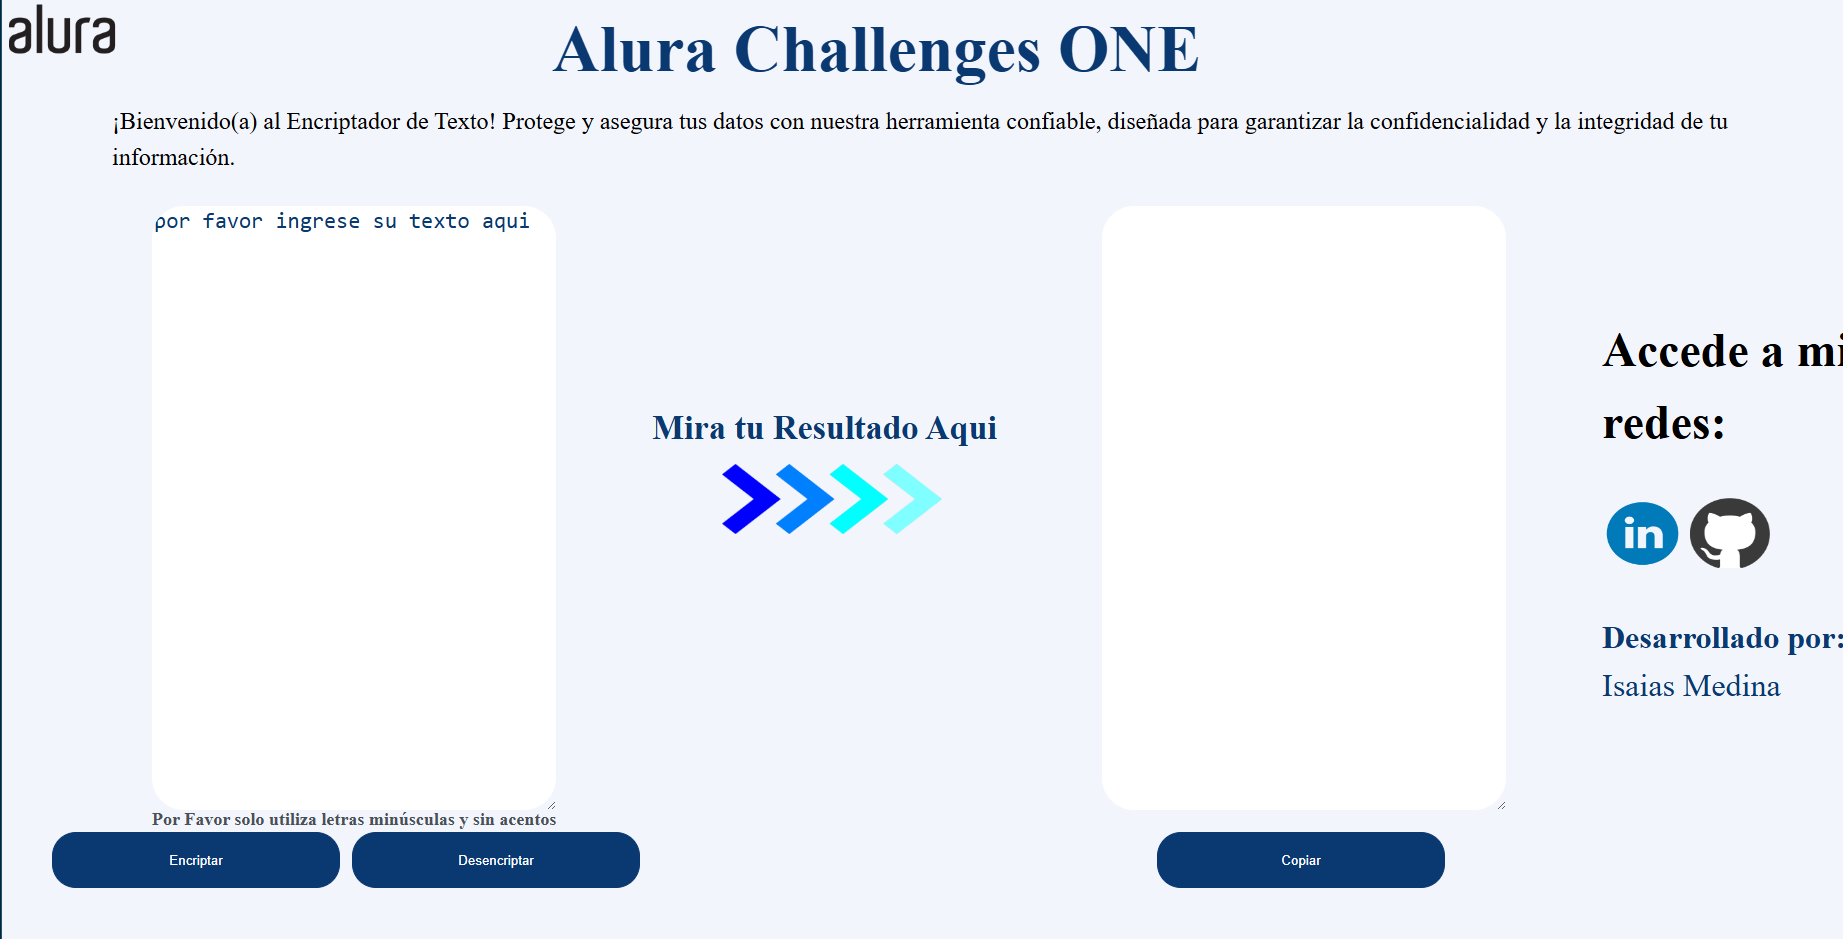 alura
Alura Challenges ONE
¡Bienvenido(a) al Encriptador de Texto! Protege y asegura tus datos con nuestra herramienta confiable, diseñada para garantizar la confidencialidad y la integridad de tu
información.
por favor ingrese su texto aqui
Por Favor solo utiliza letras minúsculas y sin acentos
Encriptar
Desencriptar
Mira tu Resultado Aqui
Copiar
Accede a mi
redes:
in
Desarrollado por:
Isaias Medina